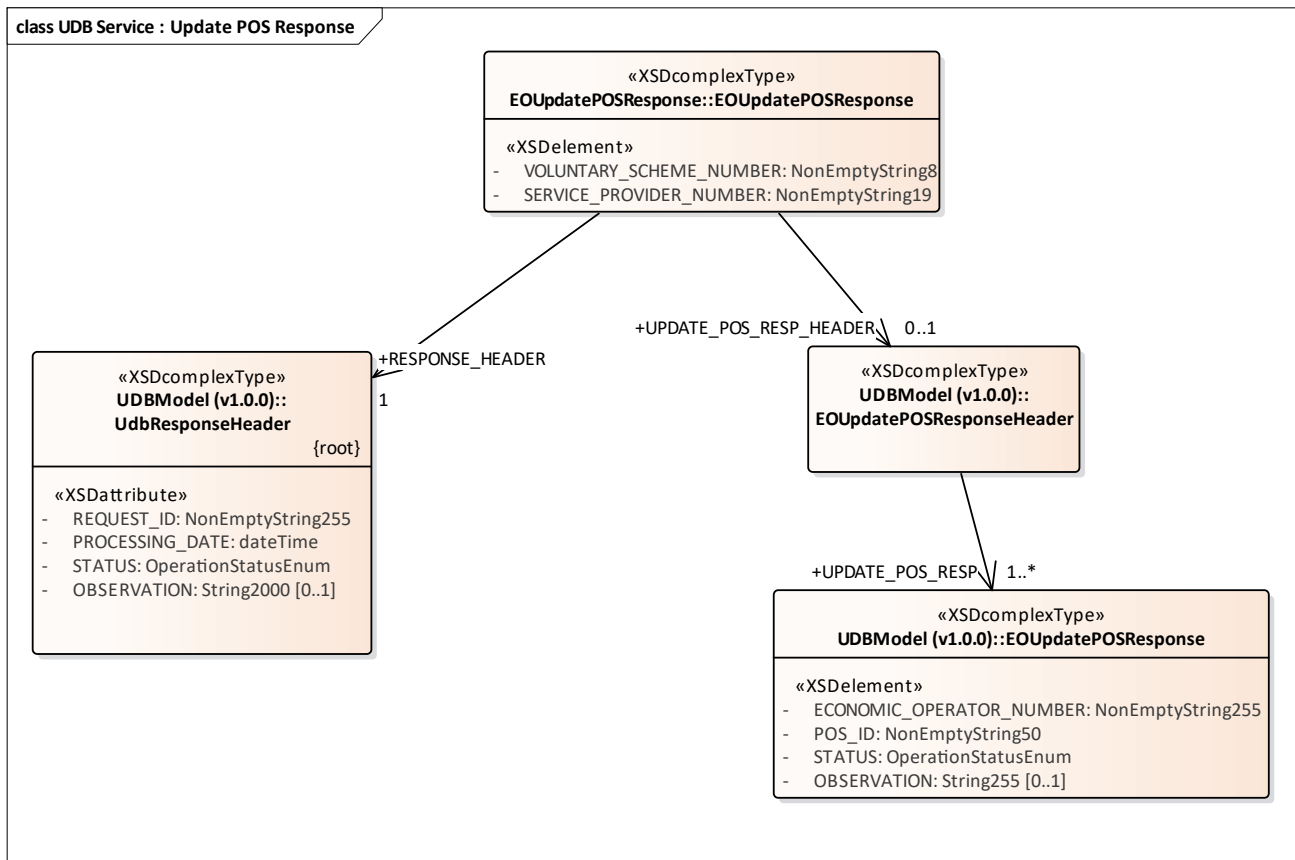 class UDB Service : Update POS Response
«XSDcomplexType»
EOUpdatePOSResponse::EOUpdatePOSResponse
«XSDelement»
- VOLUNTARY_SCHEME_NUMBER: NonEmptyString8
- SERVICE_PROVIDER_NUMBER: NonEmptyString19
+RESPONSE_HEADER
1
+UPDATE_POS_RESP_HEADER 0..1
«XSDcomplexType»
UDBModel (v1.0.0)::
UdbResponseHeader
{root}
«XSDattribute»
- REQUEST_ID: NonEmptyString255
- PROCESSING_DATE: dateTime
- STATUS: OperationStatusEnum
- OBSERVATION: String2000 [0..1]
«XSDcomplexType»
UDBModel (v1.0.0)::
EOUpdatePOSResponseHeader
+UPDATE_POS_RESP 1..*
«XSDcomplexType»
UDBModel (v1.0.0)::EOUpdatePOSResponse
«XSDelement»
- ECONOMIC_OPERATOR_NUMBER: NonEmptyString255
- POS_ID: NonEmptyString50
- STATUS: OperationStatusEnum
- OBSERVATION: String255 [0..1]